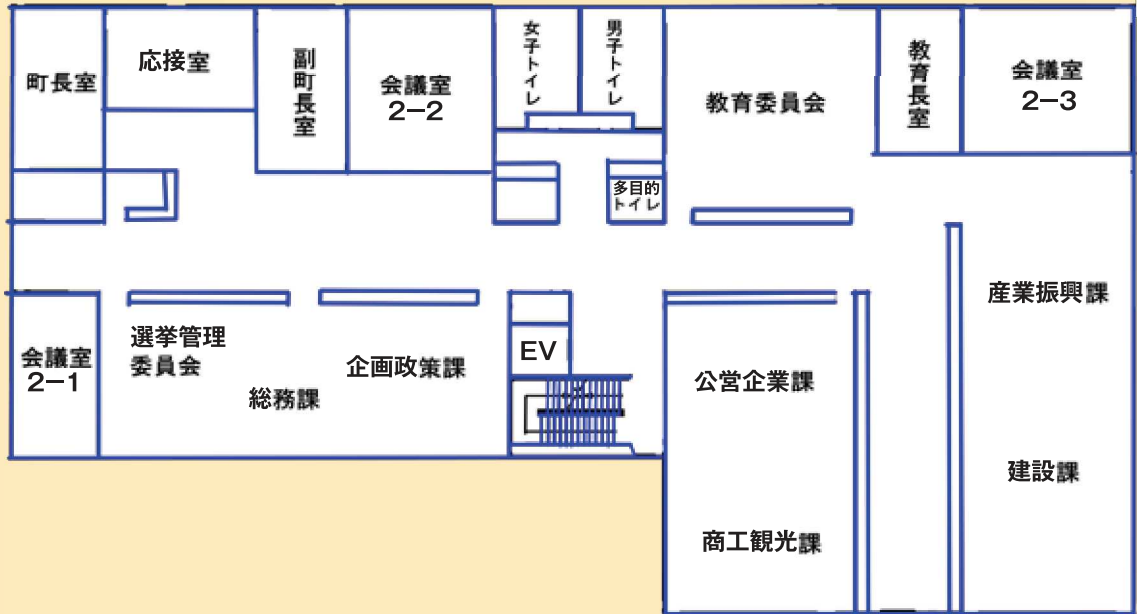 町長室
応接室
副町長室
会議室
2-2
女子トイレ
男子トイレ
教育委員会
教育長室
会議室
2-3
多目的
トイレ
会議室
2-1
選挙管理
委員会
総務課
企画政策課
EV
公営企業課
商工観光課
産業振興課
建設課